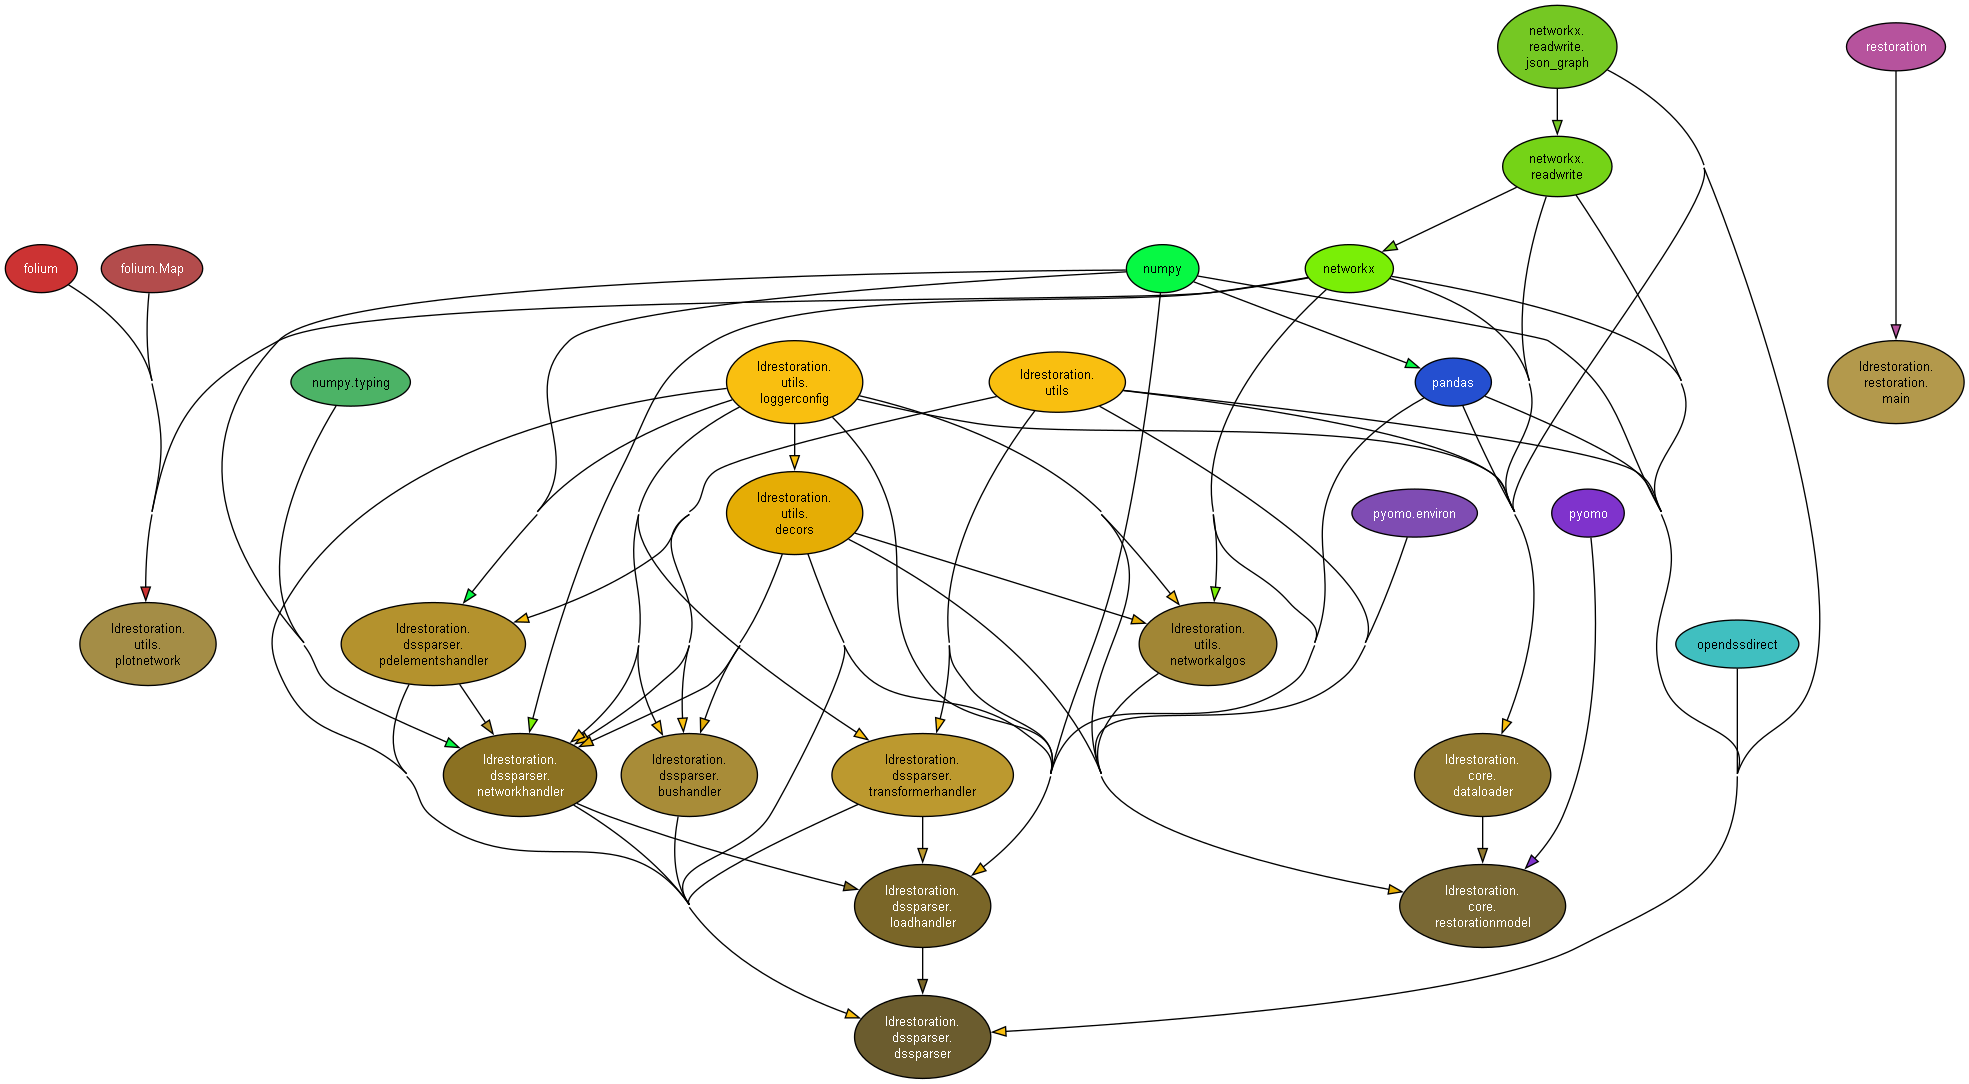 networkx.
readwrite.
json_graph
restoration
networkx.
readwrite
folium
folium.Map
numpy
networkx
numpy.typing
ldrestoration.
utils.
loggerconfig
ldrestoration.
utils
pandas
ldrestoration.
restoration.
main
ldrestoration.
utils.
decors
pyomo.environ
pyomo
ldrestoration.
utils.
plotnetwork
ldrestoration.
dssparser.
pdelementshandler
ldrestoration.
utils.
networkalgos
opendssdirect
ldrestoration.
dssparser.
networkhandler
ldrestoration.
dssparser.
bushandler
ldrestoration.
dssparser.
transformerhandler
ldrestoration.
core.
dataloader
ldrestoration.
dssparser.
loadhandler
ldrestoration.
core.
restorationmodel
ldrestoration.
dssparser.
dssparser